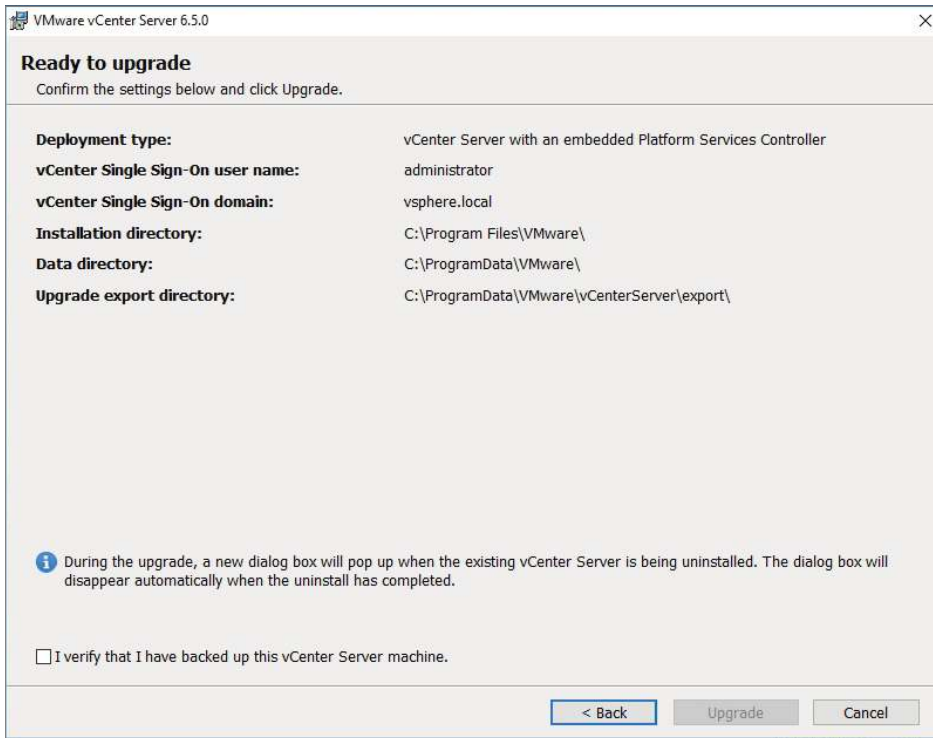 VMware vCenter Server 6.5.0
Ready to upgrade
Confirm the settings below and click Upgrade.
Deployment type: vCenter Server with an embedded Platform Services Controller
vCenter Single Sign-On user name: administrator
vCenter Single Sign-On domain: vsphere.local
Installation directory: C:\Program Files\VMware\
Data directory: C:\ProgramData\VMware\
Upgrade export directory: C:\ProgramData\VMware\vCenterServer\export\
During the upgrade, a new dialog box will pop up when the existing vCenter Server is being uninstalled. The dialog box will
disappear automatically when the uninstall has completed.
I verify that I have backed up this vCenter Server machine.
< Back Upgrade Cancel